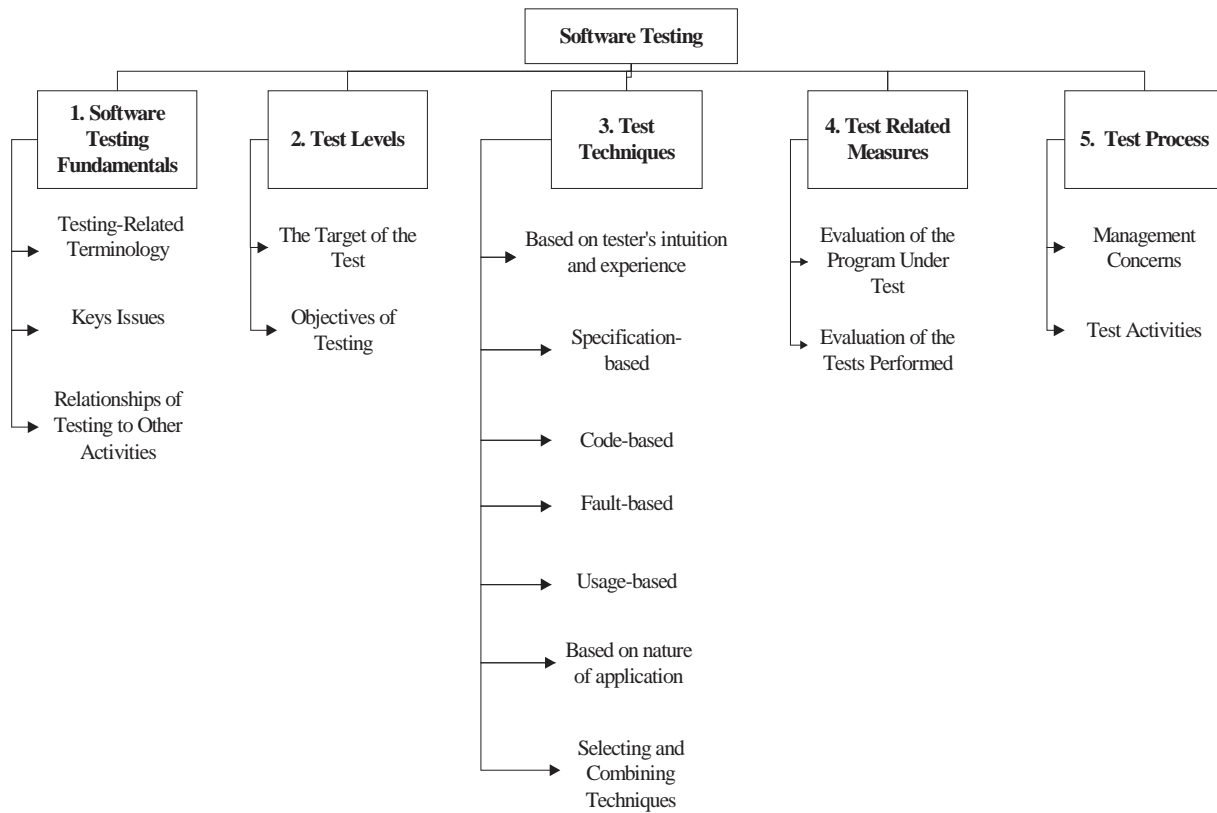 Software Testing
1. Software
Testing
Fundamentals
Testing-Related
Terminology
Keys Issues
Relationships of
Testing to Other
Activities
2. Test Levels
The Target of the
Test
Objectives of
Testing
3. Test
Techniques
Based on tester's intuition
and experience
Specification-
based
Code-based
Fault-based
Usage-based
Based on nature
of application
Selecting and
Combining
Techniques
4. Test Related
Measures
Evaluation of the
Program Under
Test
Evaluation of the
Tests Performed
5. Test Process
Management
Concerns
Test Activities